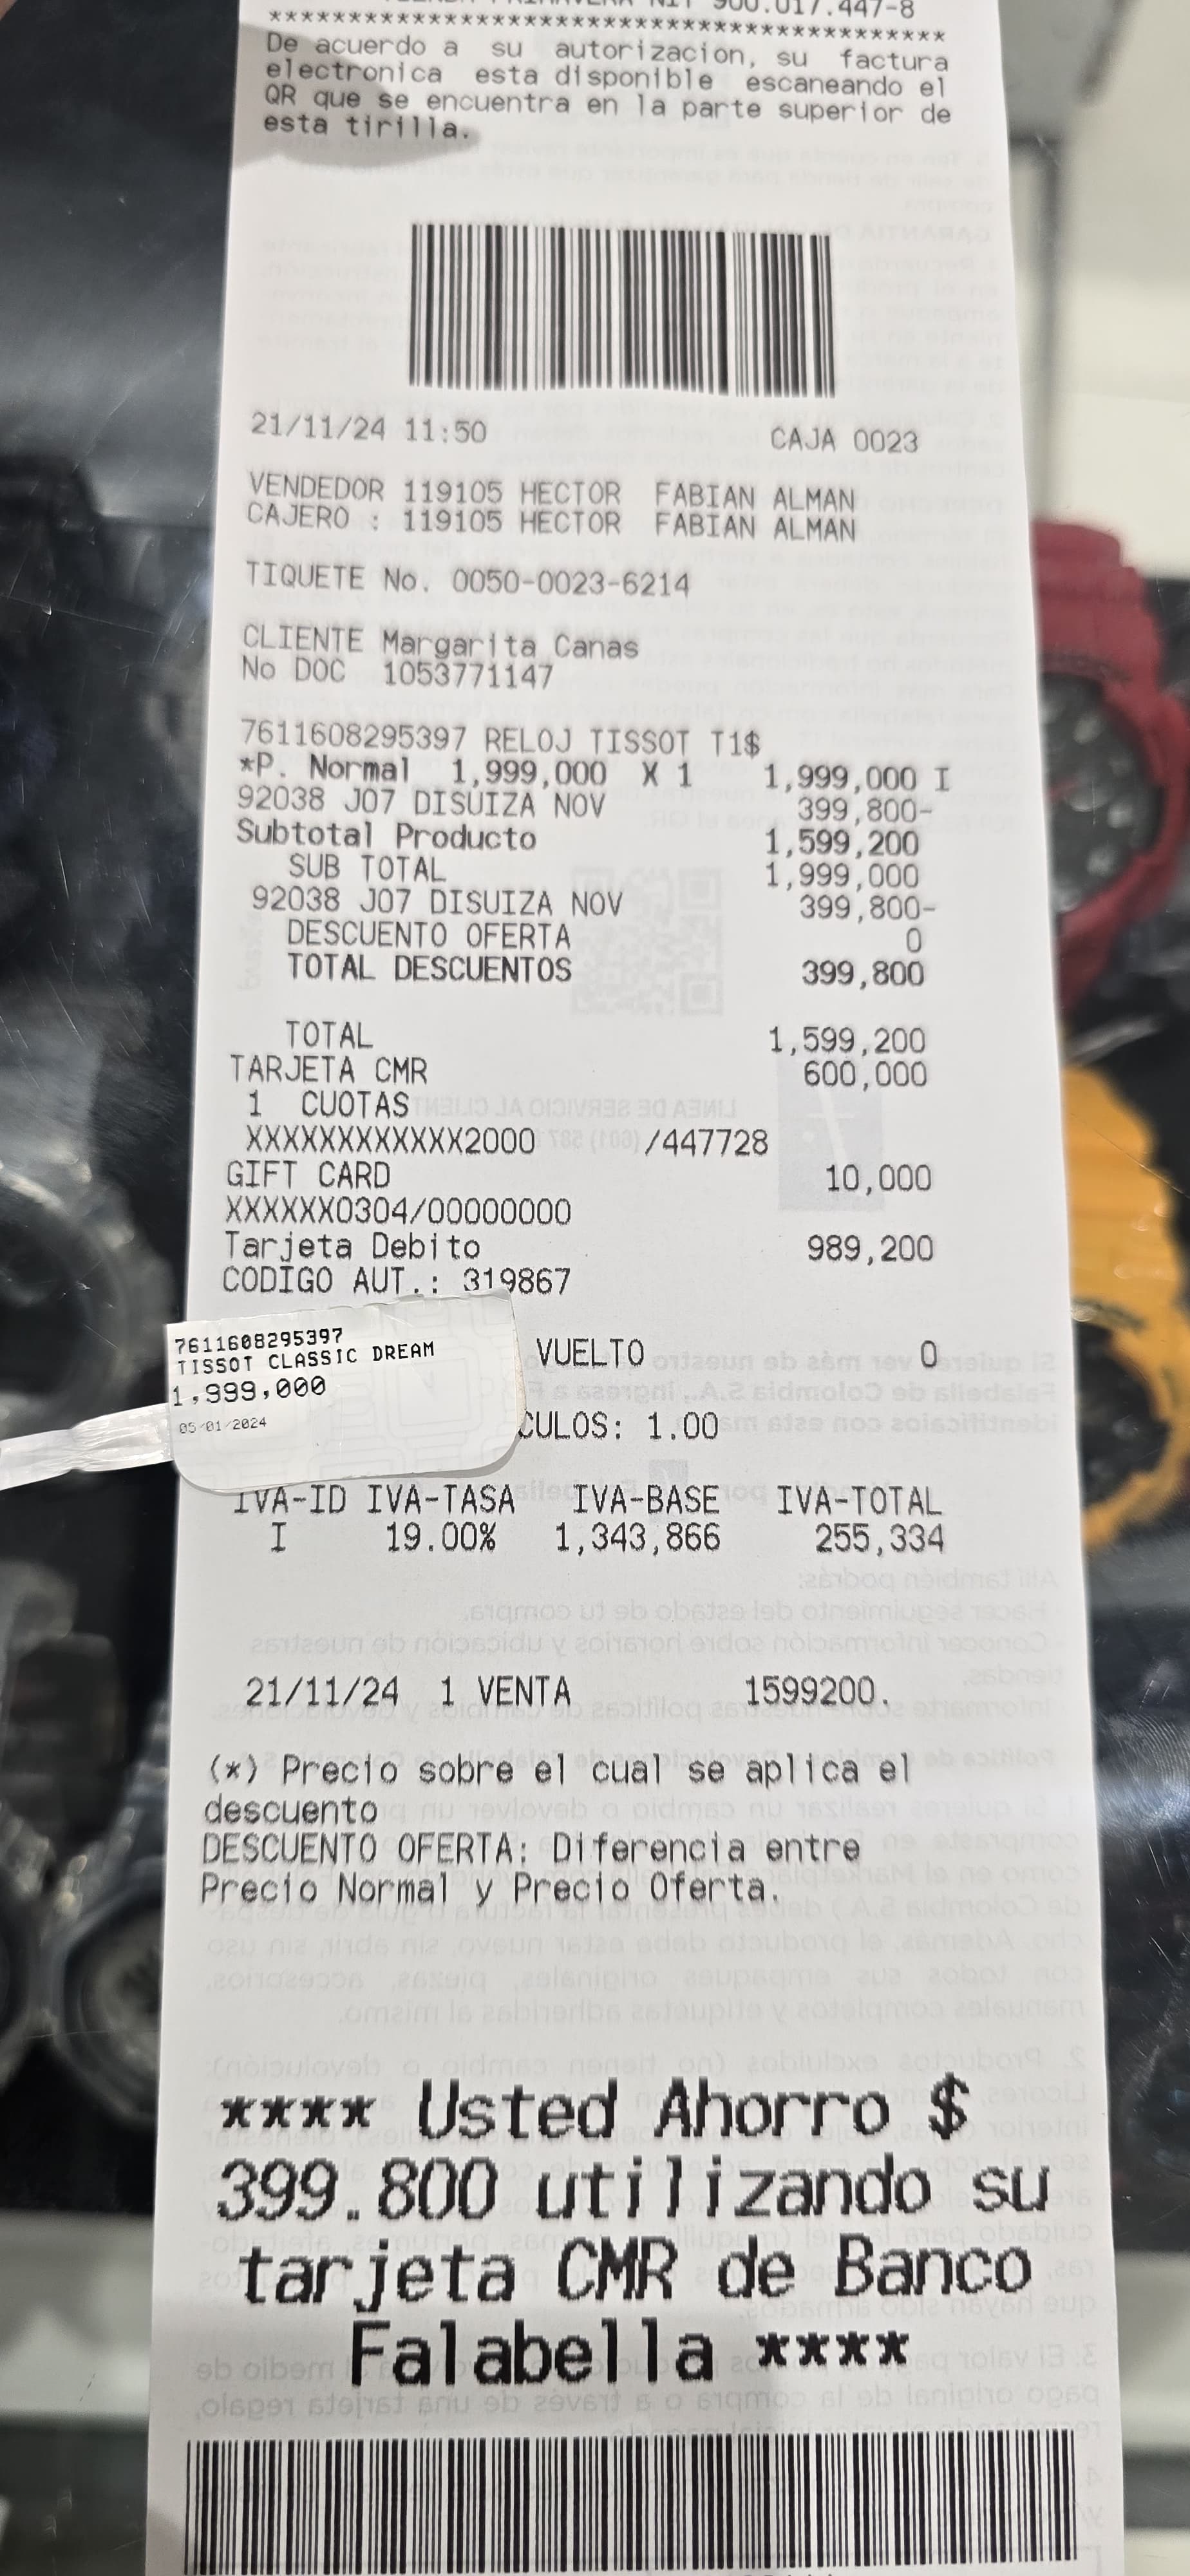 NIT 900.017.447-8
*******************************************
De acuerdo a su autorizacion, su factura
electronica esta disponible escaneando el
QR que se encuentra en la parte superior de
esta tirilla.
21/11/24 11:50 CAJA 0023
VENDEDOR 119105 HECTOR FABIAN ALMAN
CAJERO : 119105 HECTOR FABIAN ALMAN
TIQUETE No. 0050-0023-6214
CLIENTE Margarita Canas
No DOC 1053771147
7611608295397 RELOJ TISSOT T1$
*P. Normal 1,999,000 X 1 1,999,000 I
92038 J07 DISUIZA NOV 399,800-
Subtotal Producto 1,599,200
SUB TOTAL 1,999,000
92038 J07 DISUIZA NOV 399,800-
DESCUENTO OFERTA 0
TOTAL DESCUENTOS 399,800
TOTAL 1,599,200
TARJETA CMR 600,000
1 CUOTAS
XXXXXXXXXXXX2000 /447728
GIFT CARD 10,000
XXXXXX0304/00000000
Tarjeta Debito 989,200
CODIGO AUT.: 319867
7611608295397
TISSOT CLASSIC DREAM
1,999,000
05/01/2024
VUELTO 0
CULOS: 1.00
IVA-ID IVA-TASA IVA-BASE IVA-TOTAL
I 19.00% 1,343,866 255,334
21/11/24 1 VENTA 1599200.
(*) Precio sobre el cual se aplica el
descuento
DESCUENTO OFERTA: Diferencia entre
Precio Normal y Precio Oferta.
**** Usted Ahorro $
399.800 utilizando su
tarjeta CMR de Banco
Falabella ****